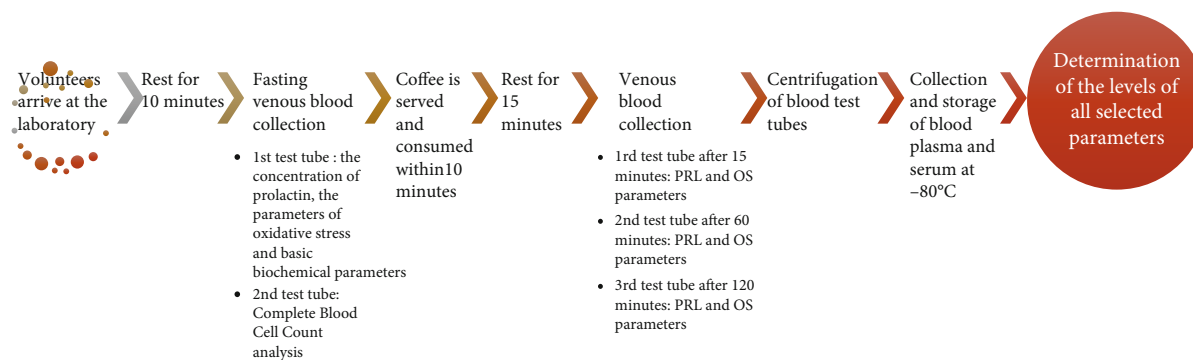 Volunteers
arrive at the
laboratory
Rest for
10 minutes
Fasting
venous blood
collection
• 1st test tube : the
concentration of
prolactin, the
parameters of
oxidative stress
and basic
biochemical parameters
• 2nd test tube:
Complete Blood
Cell Count
analysis
Coffee is
served
and
consumed
within10
minutes
Rest for
15
minutes
Venous
blood
collection
• 1rd test tube after 15
minutes: PRL and OS
parameters
• 2nd test tube after 60
minutes: PRL and OS
parameters
• 3rd test tube after 120
minutes: PRL and OS
parameters
Centrifugation
of blood test
tubes
Collection
and storage
of blood
plasma and
serum at
–80°C
Determination
of the levels of
all selected
parameters